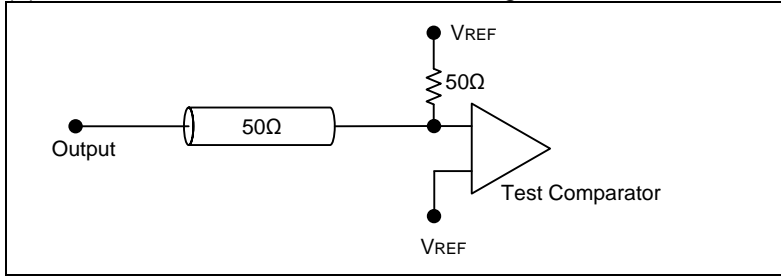 VREF
50Ω
50Ω
Output
Test Comparator
VREF